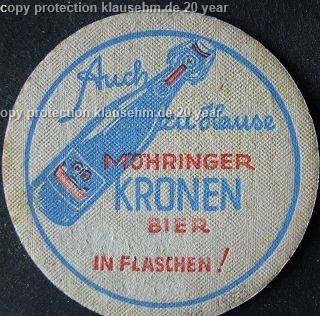 copy protection klausehm.de 20 year
Auch
copy protection klausehm.de 20 year
zu Hause
MÖHRINGER
KRONEN
BIER
IN FLASCHEN!